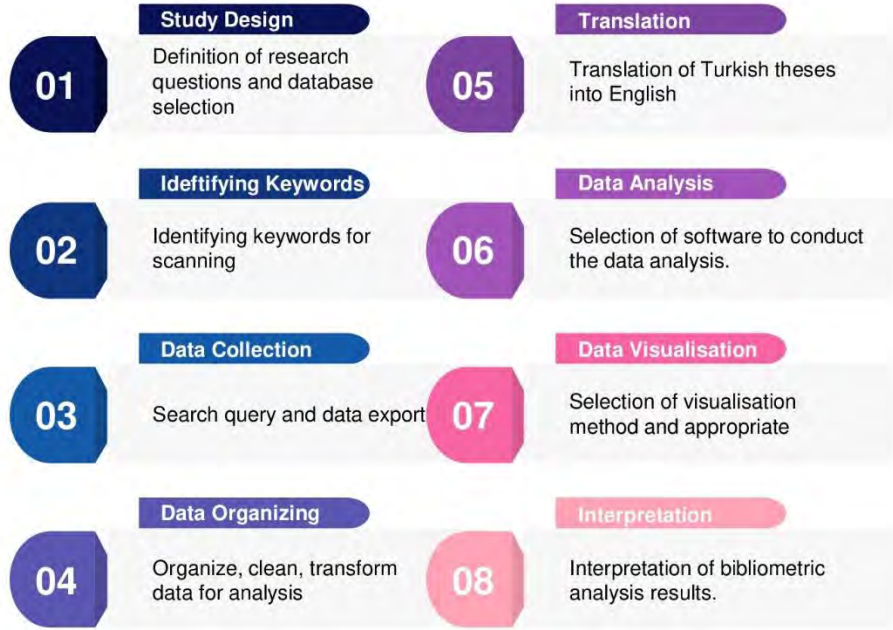 Study Design
01
Definition of research
questions and database
selection
Ideftifying Keywords
02
Identifying keywords for
scanning
Data Collection
03
Search query and data export
Data Organizing
04
Organize, clean, transform
data for analysis
Translation
05
Translation of Turkish theses
into English
Data Analysis
06
Selection of software to conduct
the data analysis.
Data Visualisation
07
Selection of visualisation
method and appropriate
Interpretation
08
Interpretation of bibliometric
analysis results.